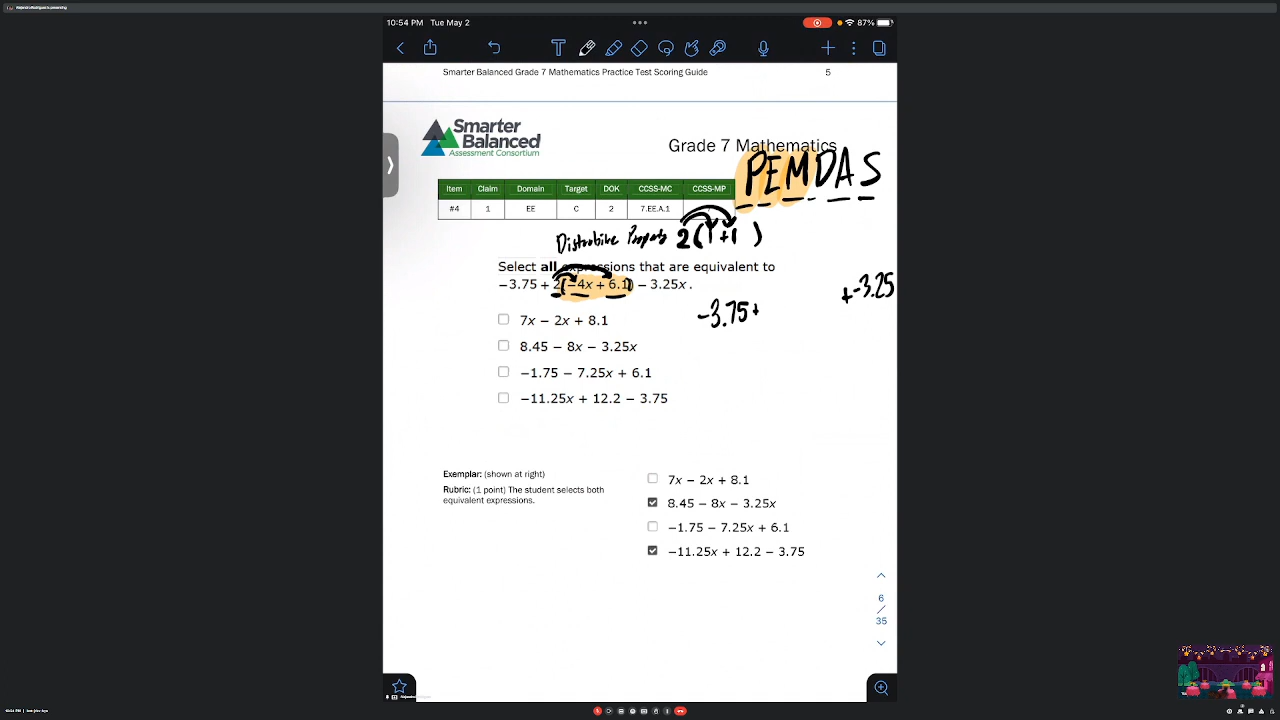 10:54 PM Tue May 2
87%
Smarter Balanced Grade 7 Mathematics Practice Test Scoring Guide 5
Smarter
Balanced
Assessment Consortium
Grade 7 Mathematics
PEMDAS
Item Claim Domain Target DOK CCSS-MC CCSS-MP
#4 1 EE C 2 7.EE.A.1
2(1+1)
Select all expressions that are equivalent to
−3.75 + 2(−4x + 6.1) − 3.25x.
-3.75+
+-3.25
7x − 2x + 8.1
8.45 − 8x − 3.25x
−1.75 − 7.25x + 6.1
−11.25x + 12.2 − 3.75
Exemplar: (shown at right)
Rubric: (1 point) The student selects both
equivalent expressions.
7x − 2x + 8.1
8.45 − 8x − 3.25x
−1.75 − 7.25x + 6.1
−11.25x + 12.2 − 3.75
6
/
35